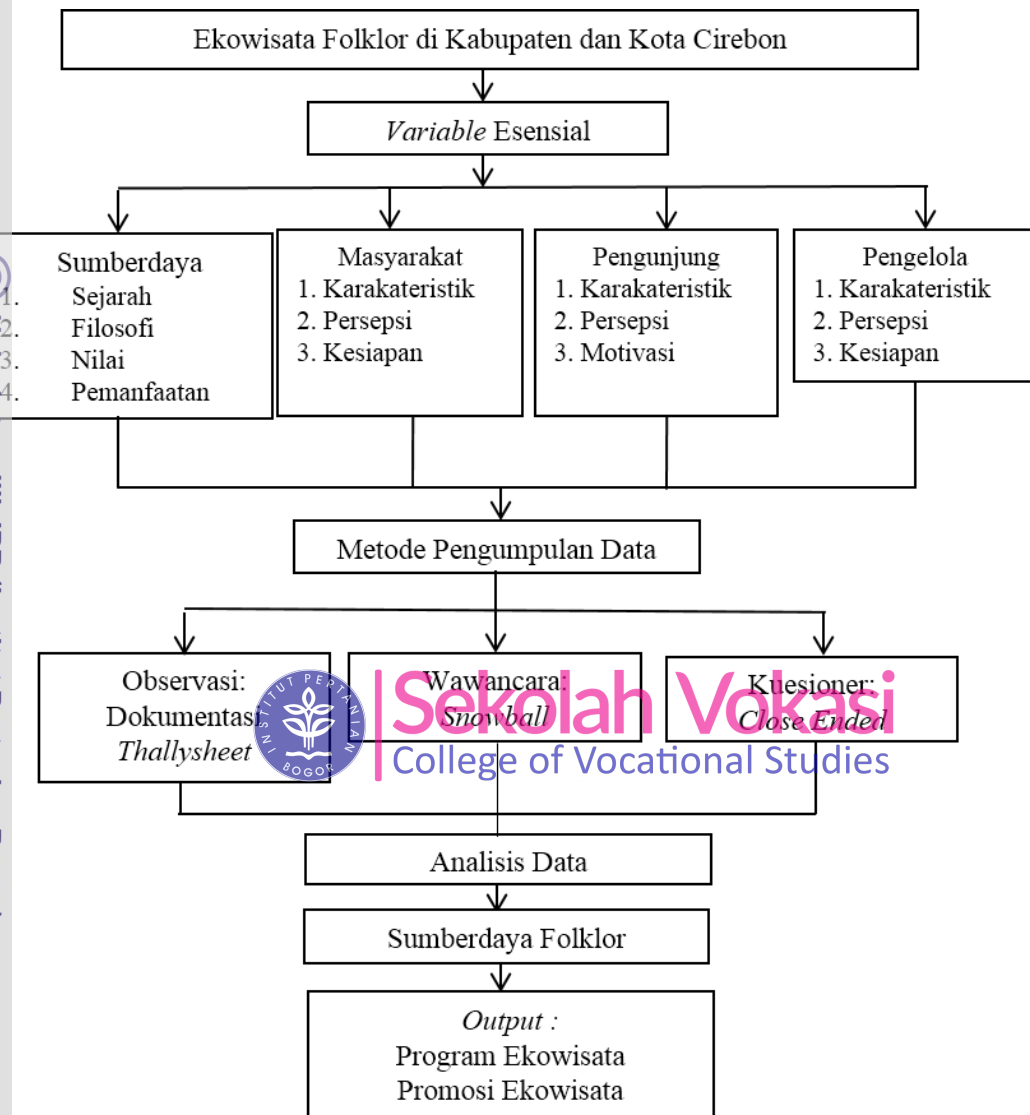 Ekowisata Folklor di Kabupaten dan Kota Cirebon
Variable Esensial
Sumberdaya
1. Sejarah
2. Filosofi
3. Nilai
4. Pemanfaatan
Masyarakat
1. Karakateristik
2. Persepsi
3. Kesiapan
Pengunjung
1. Karakateristik
2. Persepsi
3. Motivasi
Pengelola
1. Karakateristik
2. Persepsi
3. Kesiapan
Metode Pengumpulan Data
Observasi:
Dokumentasi
Thallysheet
Wawancara:
Snowball
Kuesioner:
Close Ended
INSTITUT PERTANIAN
BOGOR
Sekolah Vokasi
College of Vocational Studies
Analisis Data
Sumberdaya Folklor
Output :
Program Ekowisata
Promosi Ekowisata